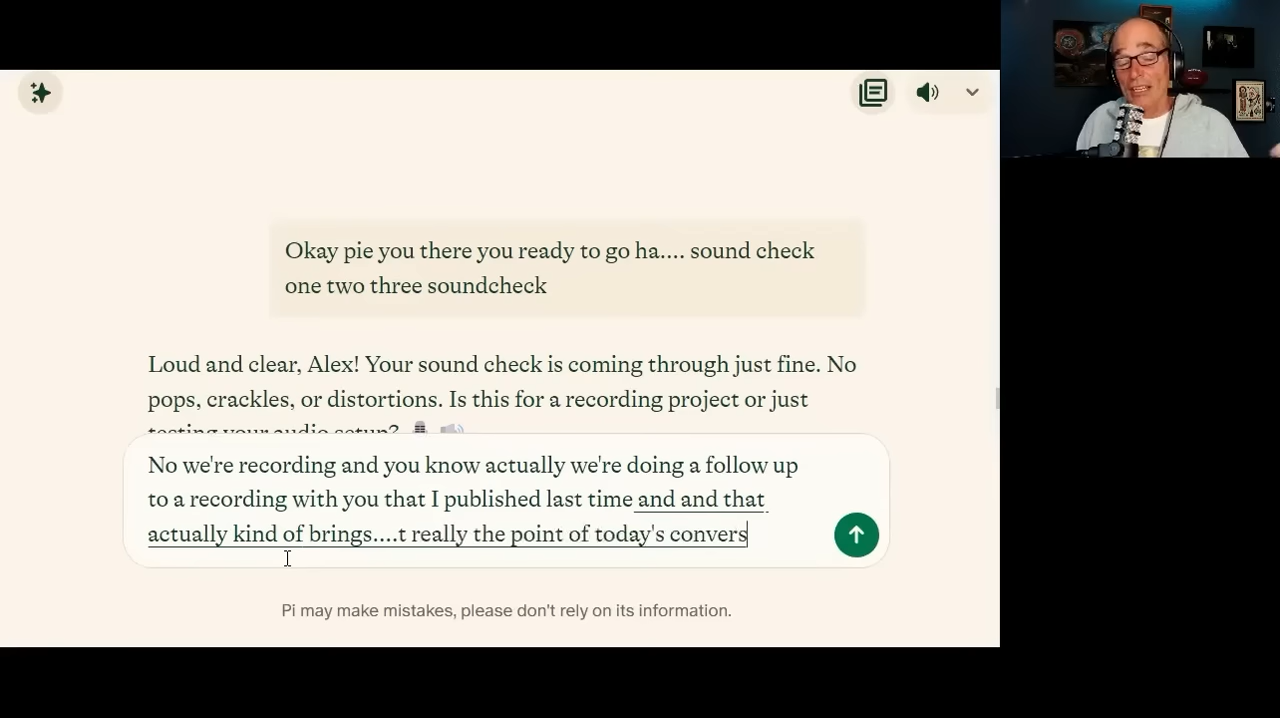 Okay pie you there you ready to go ha.... sound check
one two three soundcheck
Loud and clear, Alex! Your sound check is coming through just fine. No
pops, crackles, or distortions. Is this for a recording project or just
testing your audio setup?
No we're recording and you know actually we're doing a follow up
to a recording with you that I published last time and and that
actually kind of brings....t really the point of today's convers
Pi may make mistakes, please don't rely on its information.